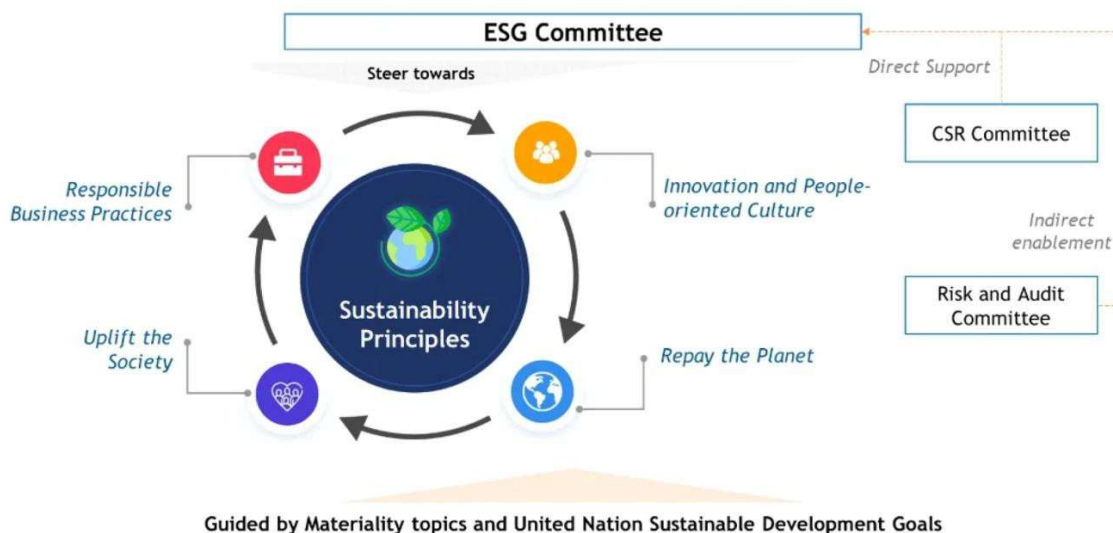 ESG Committee
Steer towards
Direct Support
CSR Committee
Responsible
Business Practices
Innovation and People-
oriented Culture
Indirect
enablement
Sustainability
Principles
Risk and Audit
Committee
Uplift the
Society
Repay the Planet
Guided by Materiality topics and United Nation Sustainable Development Goals